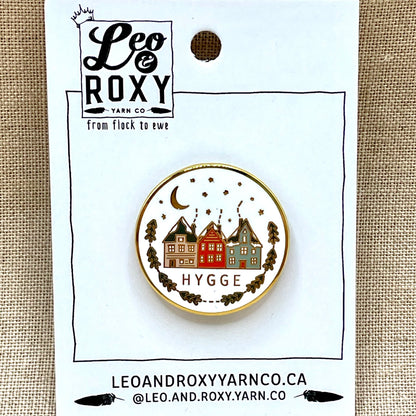 Leo &
ROXY
YARN CO
from flock to ewe
HYGGE
LEOANDROXYYARNCO.CA
@LEO.AND.ROXY.YARN.CO